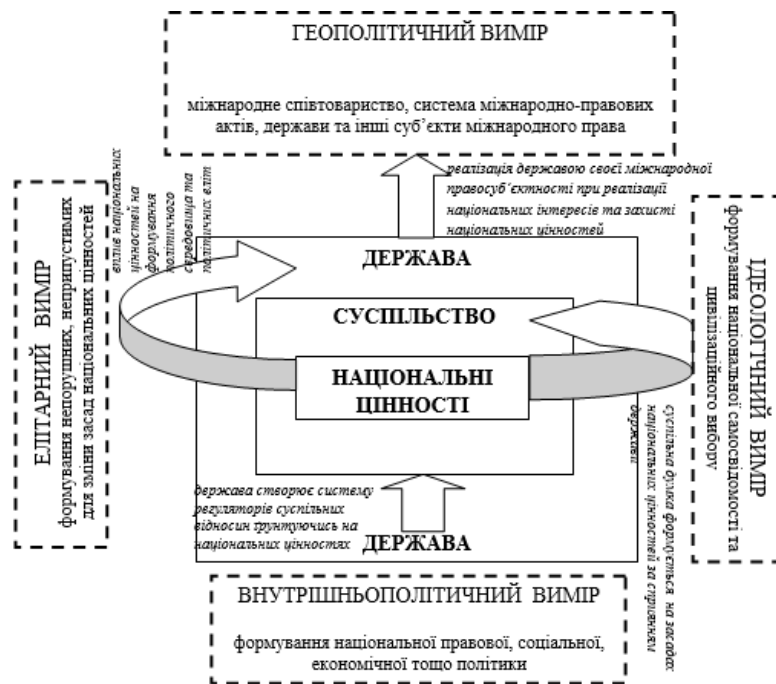 ГЕОПОЛІТИЧНИЙ ВИМІР
міжнародне співтовариство, система міжнародно-правових
актів, держави та інші суб’єкти міжнародного права
реалізація державою своєї міжнародної
правосуб’єктності при реалізації
національних інтересів та захисті
національних цінностей
вплив національних
цінностей на
формування
політичного
середовища та
політичних еліт
ЕЛІТАРНИЙ ВИМІР
формування непорушних, неприпустимих
для зміни засад національних цінностей
ДЕРЖАВА
СУСПІЛЬСТВО
НАЦІОНАЛЬНІ
ЦІННОСТІ
держава створює систему
регуляторів суспільних
відносин ґрунтуючись на
національних цінностях
ДЕРЖАВА
ІДЕОЛОГІЧНИЙ ВИМІР
формування національної самосвідомості та
цивілізаційного вибору
суспільна думка формується на засадах
національних цінностей за сприянням
держави
ВНУТРІШНЬОПОЛІТИЧНИЙ ВИМІР
формування національної правової, соціальної,
економічної тощо політики